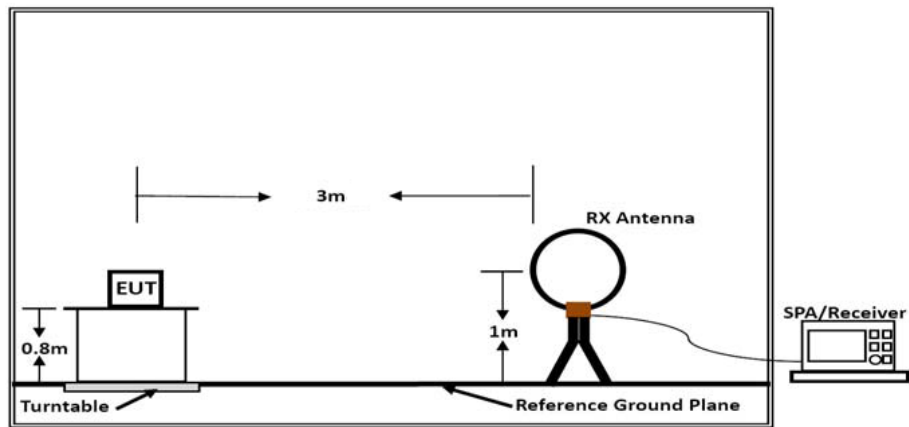 3m
RX Antenna
EUT
SPA/Receiver
0.8m
1m
Turntable
Reference Ground Plane